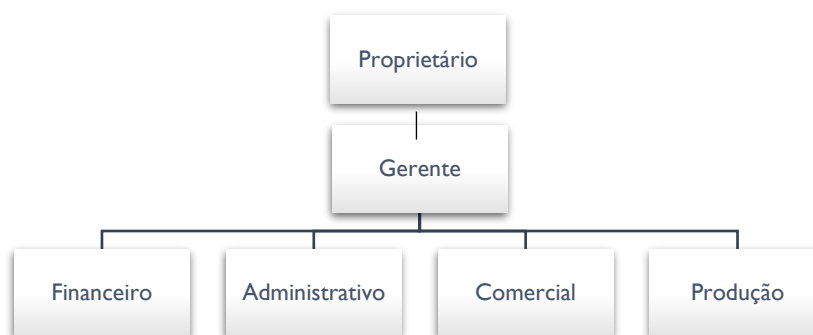 Proprietário
Gerente
Financeiro
Administrativo
Comercial
Produção